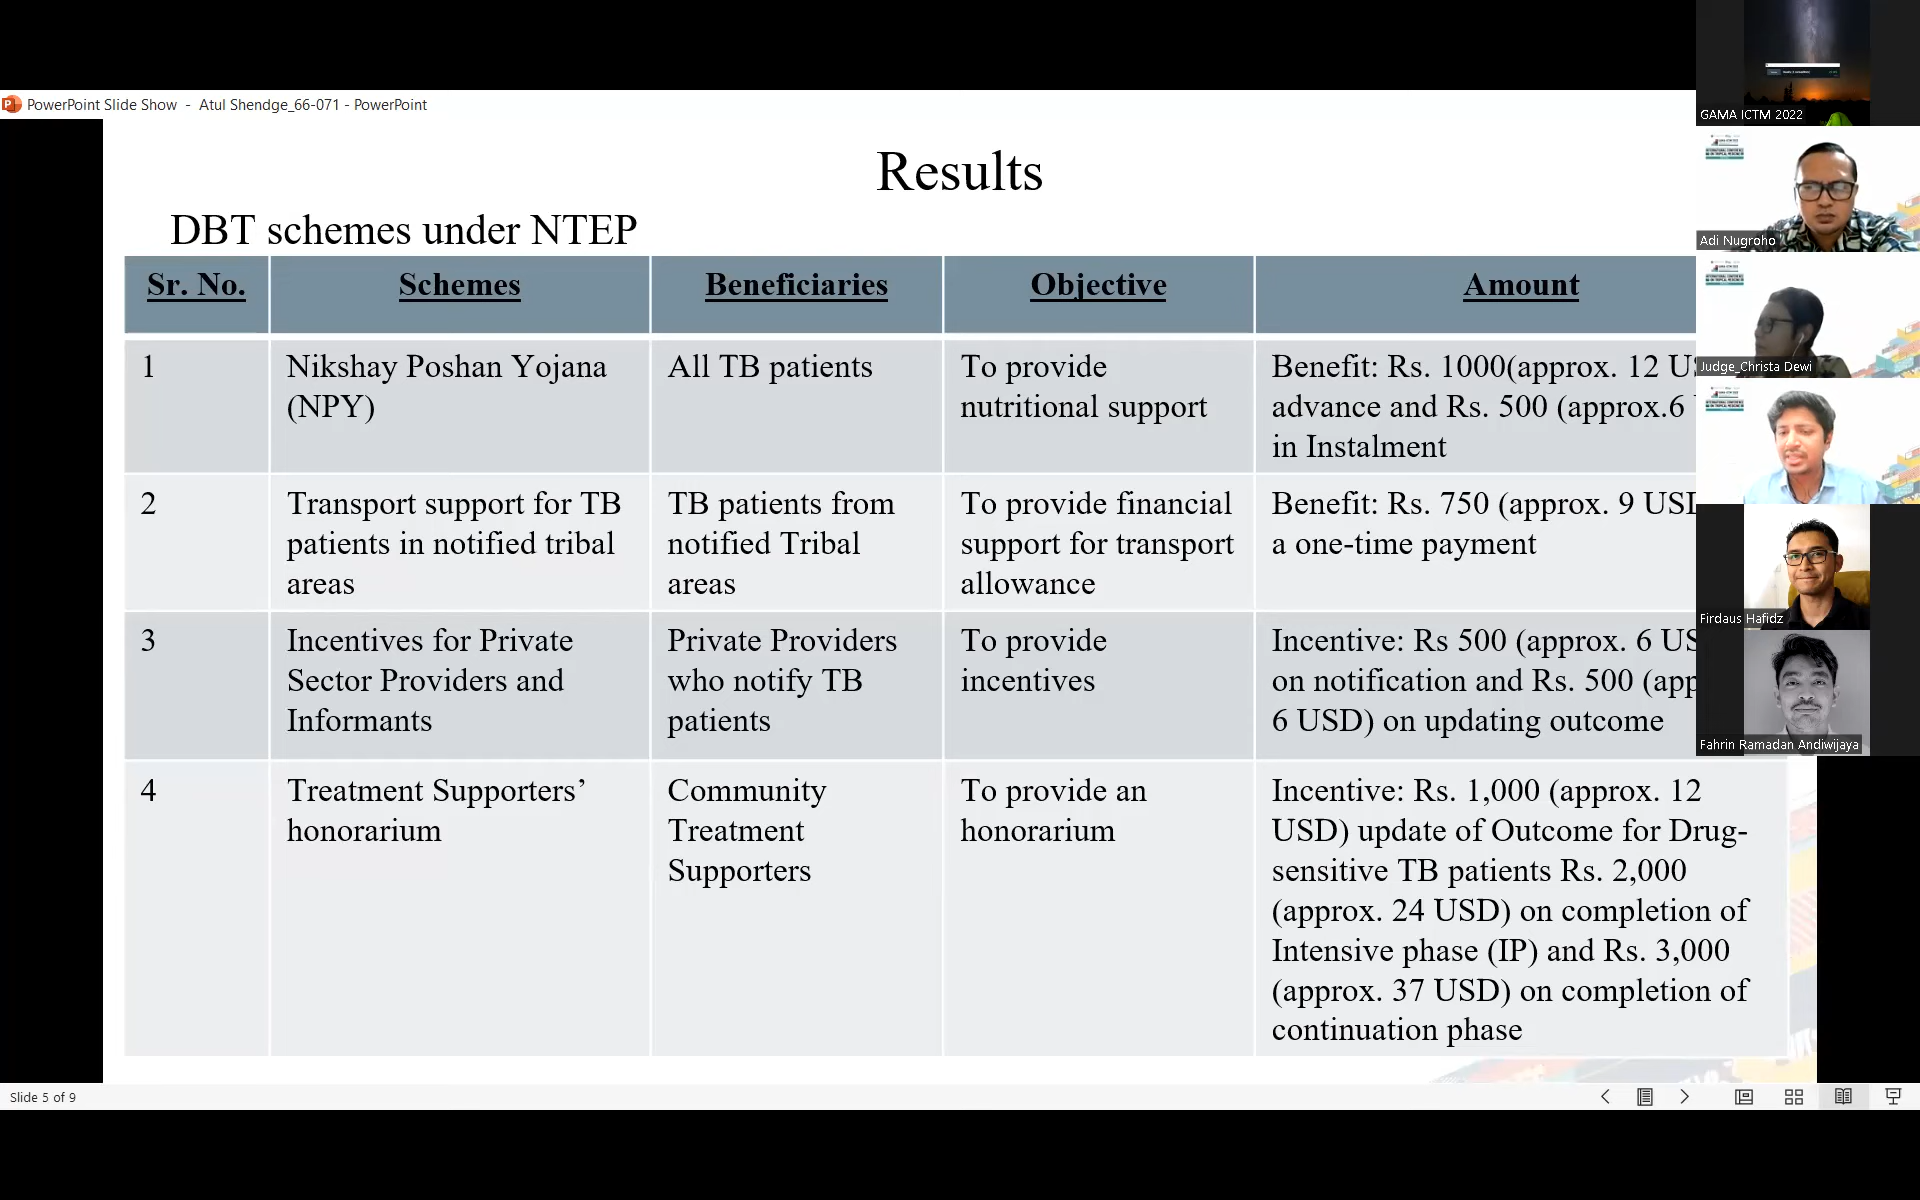 PowerPoint Slide Show - Atul Shendge_66-071 - PowerPoint
Results
DBT schemes under NTEP
Sr. No.
Schemes
Beneficiaries
Objective
Amount
1
Nikshay Poshan Yojana
(NPY)
All TB patients
To provide
nutritional support
Benefit: Rs. 1000(approx. 12
advance and Rs. 500 (approx.6
in Instalment
2
Transport support for TB
patients in notified tribal
areas
TB patients from
notified Tribal
areas
To provide financial
support for transport
allowance
Benefit: Rs. 750 (approx. 9
a one-time payment
3
Incentives for Private
Sector Providers and
Informants
Private Providers
who notify TB
patients
To provide
incentives
Incentive: Rs 500 (approx. 6
on notification and Rs. 500
6 USD) on updating outcome
4
Treatment Supporters’
honorarium
Community
Treatment
Supporters
To provide an
honorarium
Incentive: Rs. 1,000 (approx. 12
USD) update of Outcome for Drug-
sensitive TB patients Rs. 2,000
(approx. 24 USD) on completion of
Intensive phase (IP) and Rs. 3,000
(approx. 37 USD) on completion of
continuation phase
Slide 5 of 9
GAMA ICTM 2022
Adi Nugroho
Judge_Christa Dewi
Firdaus Hafidz
Fahrin Ramadan Andiwijaya